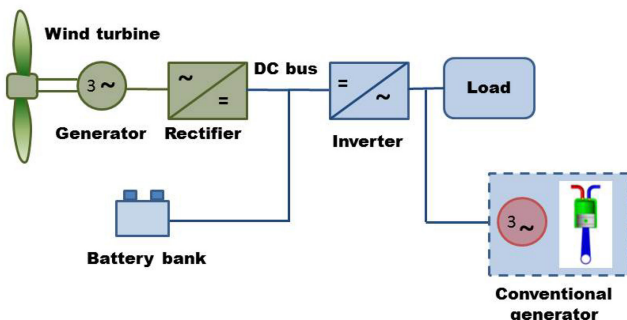 Wind turbine
3 ~
~
=
DC bus
=
~
Load
Generator
Rectifier
Inverter
Battery bank
3 ~
Conventional
generator